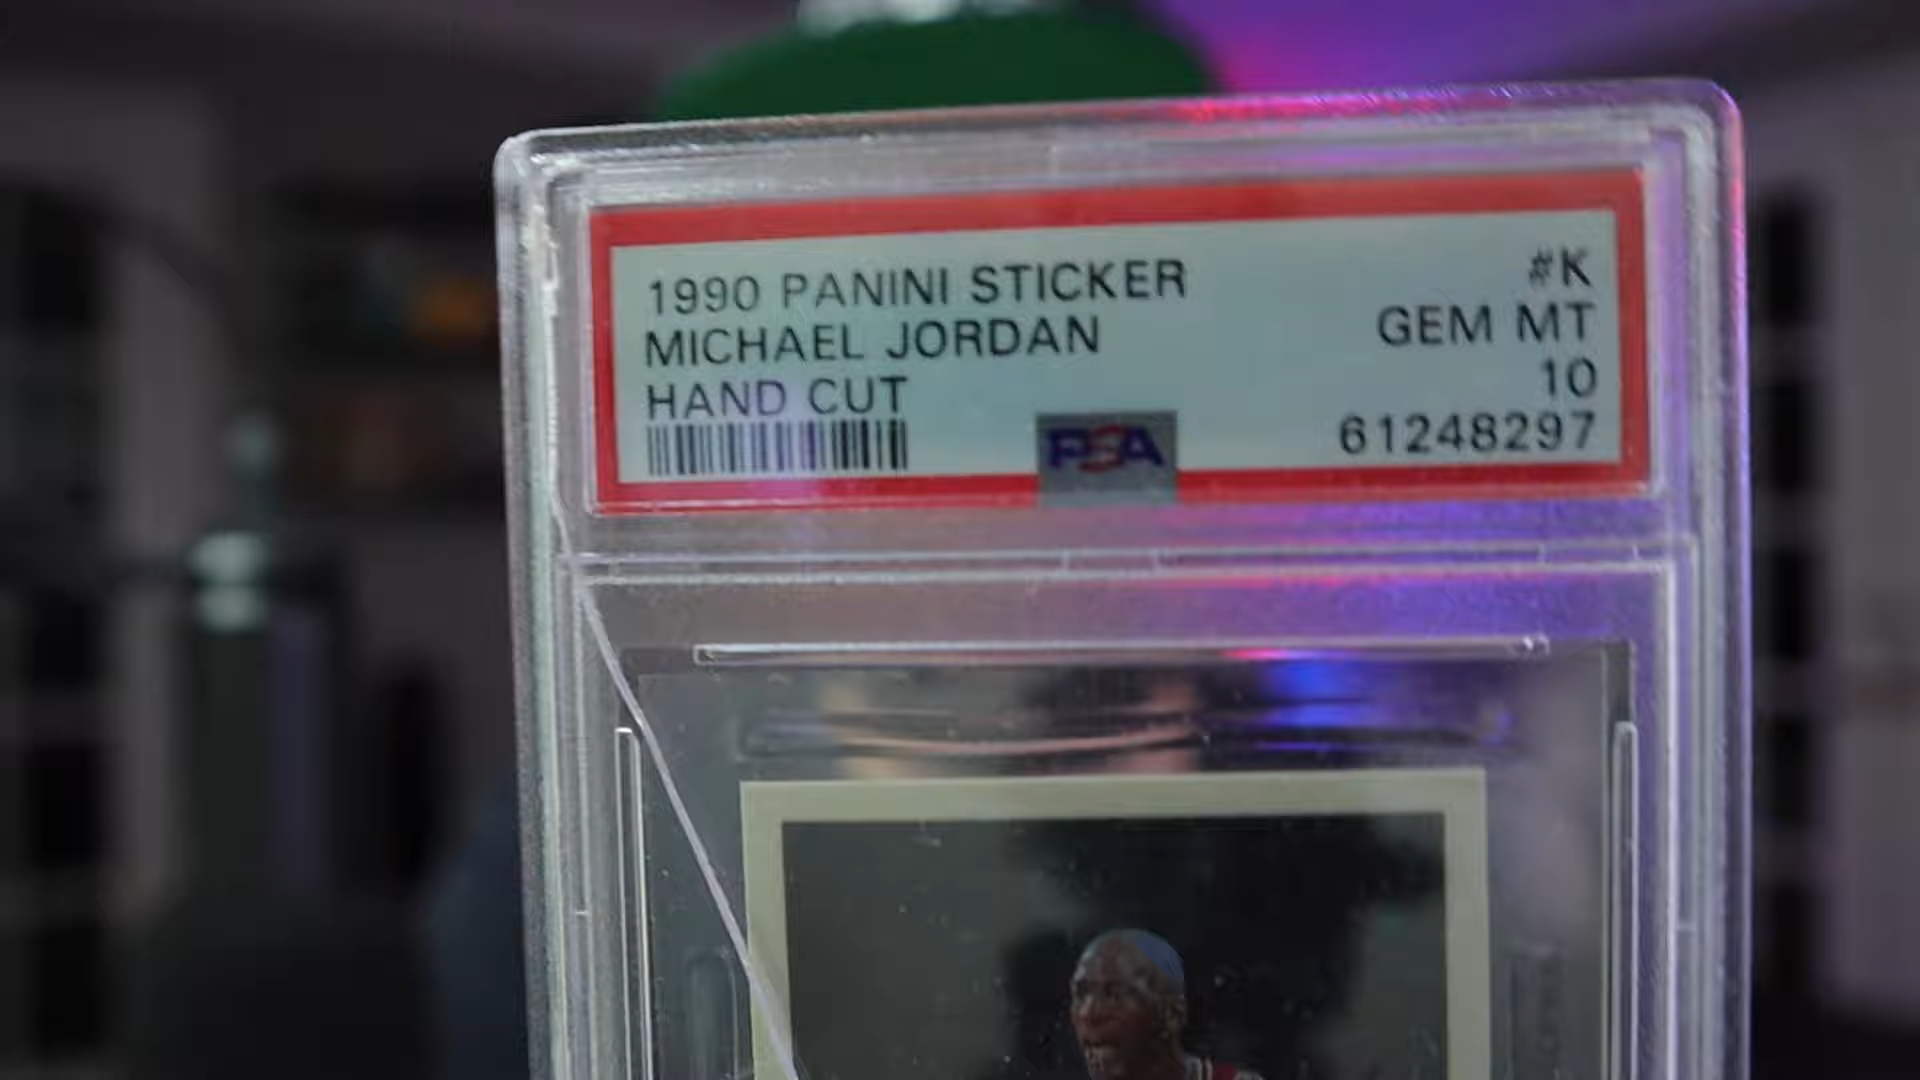 1990 PANINI STICKER #K
MICHAEL JORDAN GEM MT
HAND CUT 10
PSA 61248297